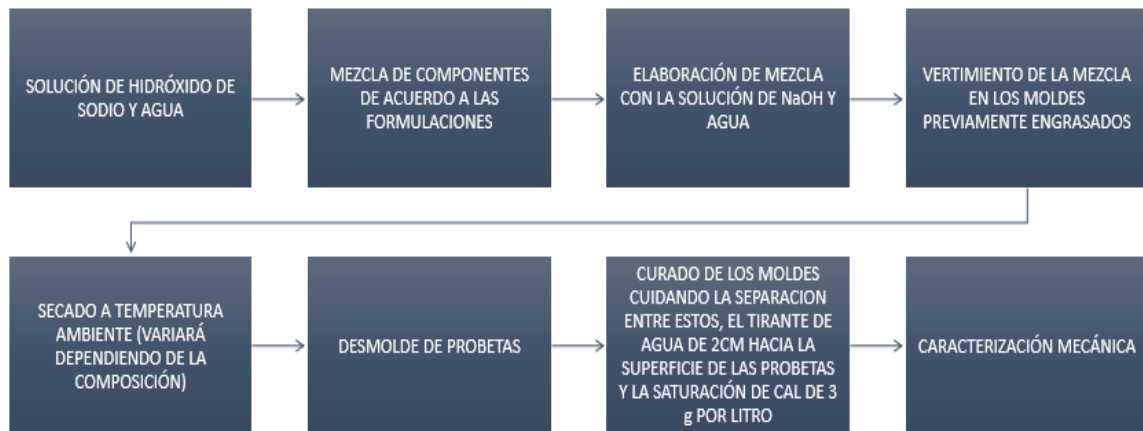 SOLUCIÓN DE HIDRÓXIDO DE
SODIO Y AGUA
MEZCLA DE COMPONENTES
DE ACUERDO A LAS
FORMULACIONES
ELABORACIÓN DE MEZCLA
CON LA SOLUCIÓN DE NaOH Y
AGUA
VERTIMIENTO DE LA MEZCLA
EN LOS MOLDES
PREVIAMENTE ENGRASADOS
SECADO A TEMPERATURA
AMBIENTE (VARIARÁ
DEPENDIENDO DE LA
COMPOSICIÓN)
DESMOLDE DE PROBETAS
CURADO DE LOS MOLDES
CUIDANDO LA SEPARACION
ENTRE ESTOS, EL TIRANTE DE
AGUA DE 2CM HACIA LA
SUPERFICIE DE LAS PROBETAS
Y LA SATURACIÓN DE CAL DE 3
g POR LITRO
CARACTERIZACIÓN MECÁNICA